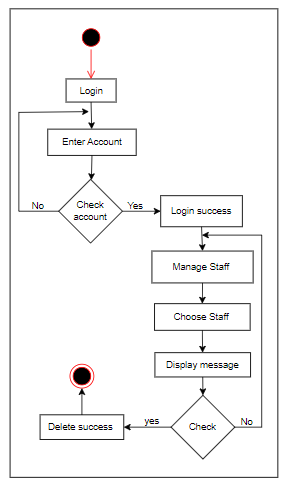 Login
Enter Account
Check
account
No
Yes
Login success
Manage Staff
Choose Staff
Display message
Check
No
yes
Delete success